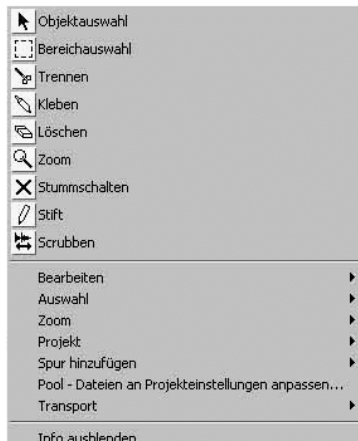 Objektauswahl
Bereichauswahl
Trennen
Kleben
Löschen
Zoom
Stummschalten
Stift
Scrubben
Bearbeiten
Auswahl
Zoom
Projekt
Spur hinzufügen
Pool - Dateien an Projekteinstellungen anpassen...
Transport
Info ausblenden